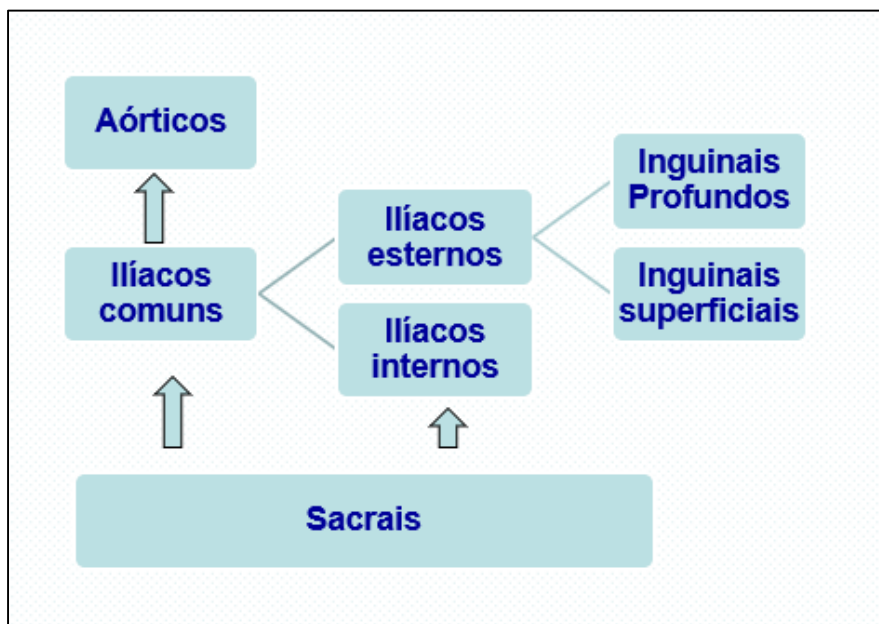 Aórticos
Ilíacos
comuns
Ilíacos
esternos
Ilíacos
internos
Inguinais
Profundos
Inguinais
superficiais
Sacrais